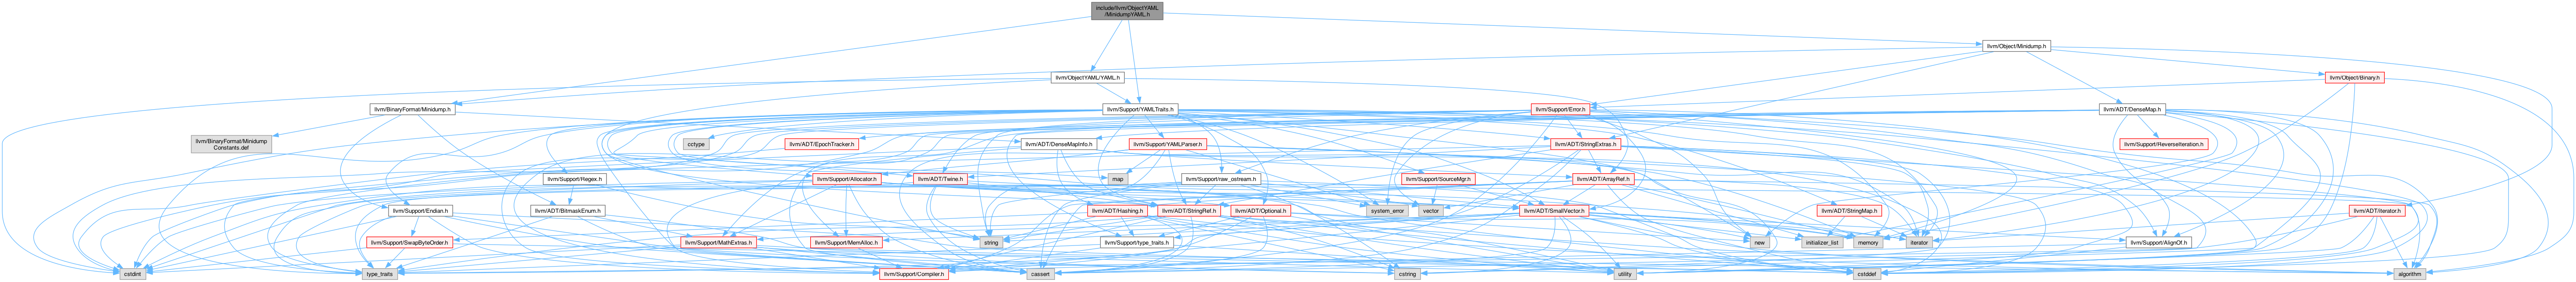 include/llvm/ObjectYAML
/MinidumpYAML.h
llvm/Object/Minidump.h
llvm/ObjectYAML/YAML.h
llvm/Object/Binary.h
llvm/BinaryFormat/Minidump.h
llvm/Support/YAMLTraits.h
llvm/Support/Error.h
llvm/ADT/DenseMap.h
llvm/BinaryFormat/Minidump
Constants.def
cctype
llvm/ADT/EpochTracker.h
llvm/ADT/DenseMapInfo.h
llvm/Support/YAMLParser.h
llvm/ADT/StringExtras.h
llvm/Support/ReverseIteration.h
llvm/Support/Regex.h
llvm/Support/Allocator.h
llvm/ADT/Twine.h
map
llvm/Support/raw_ostream.h
llvm/Support/SourceMgr.h
llvm/ADT/ArrayRef.h
llvm/Support/Endian.h
llvm/ADT/BitmaskEnum.h
llvm/ADT/Hashing.h
llvm/ADT/StringRef.h
llvm/ADT/Optional.h
system_error
vector
llvm/ADT/SmallVector.h
llvm/ADT/StringMap.h
llvm/ADT/iterator.h
llvm/Support/SwapByteOrder.h
llvm/Support/MathExtras.h
llvm/Support/MemAlloc.h
string
llvm/Support/type_traits.h
new
initializer_list
memory
iterator
llvm/Support/AlignOf.h
cstdint
type_traits
llvm/Support/Compiler.h
cassert
cstring
utility
cstddef
algorithm